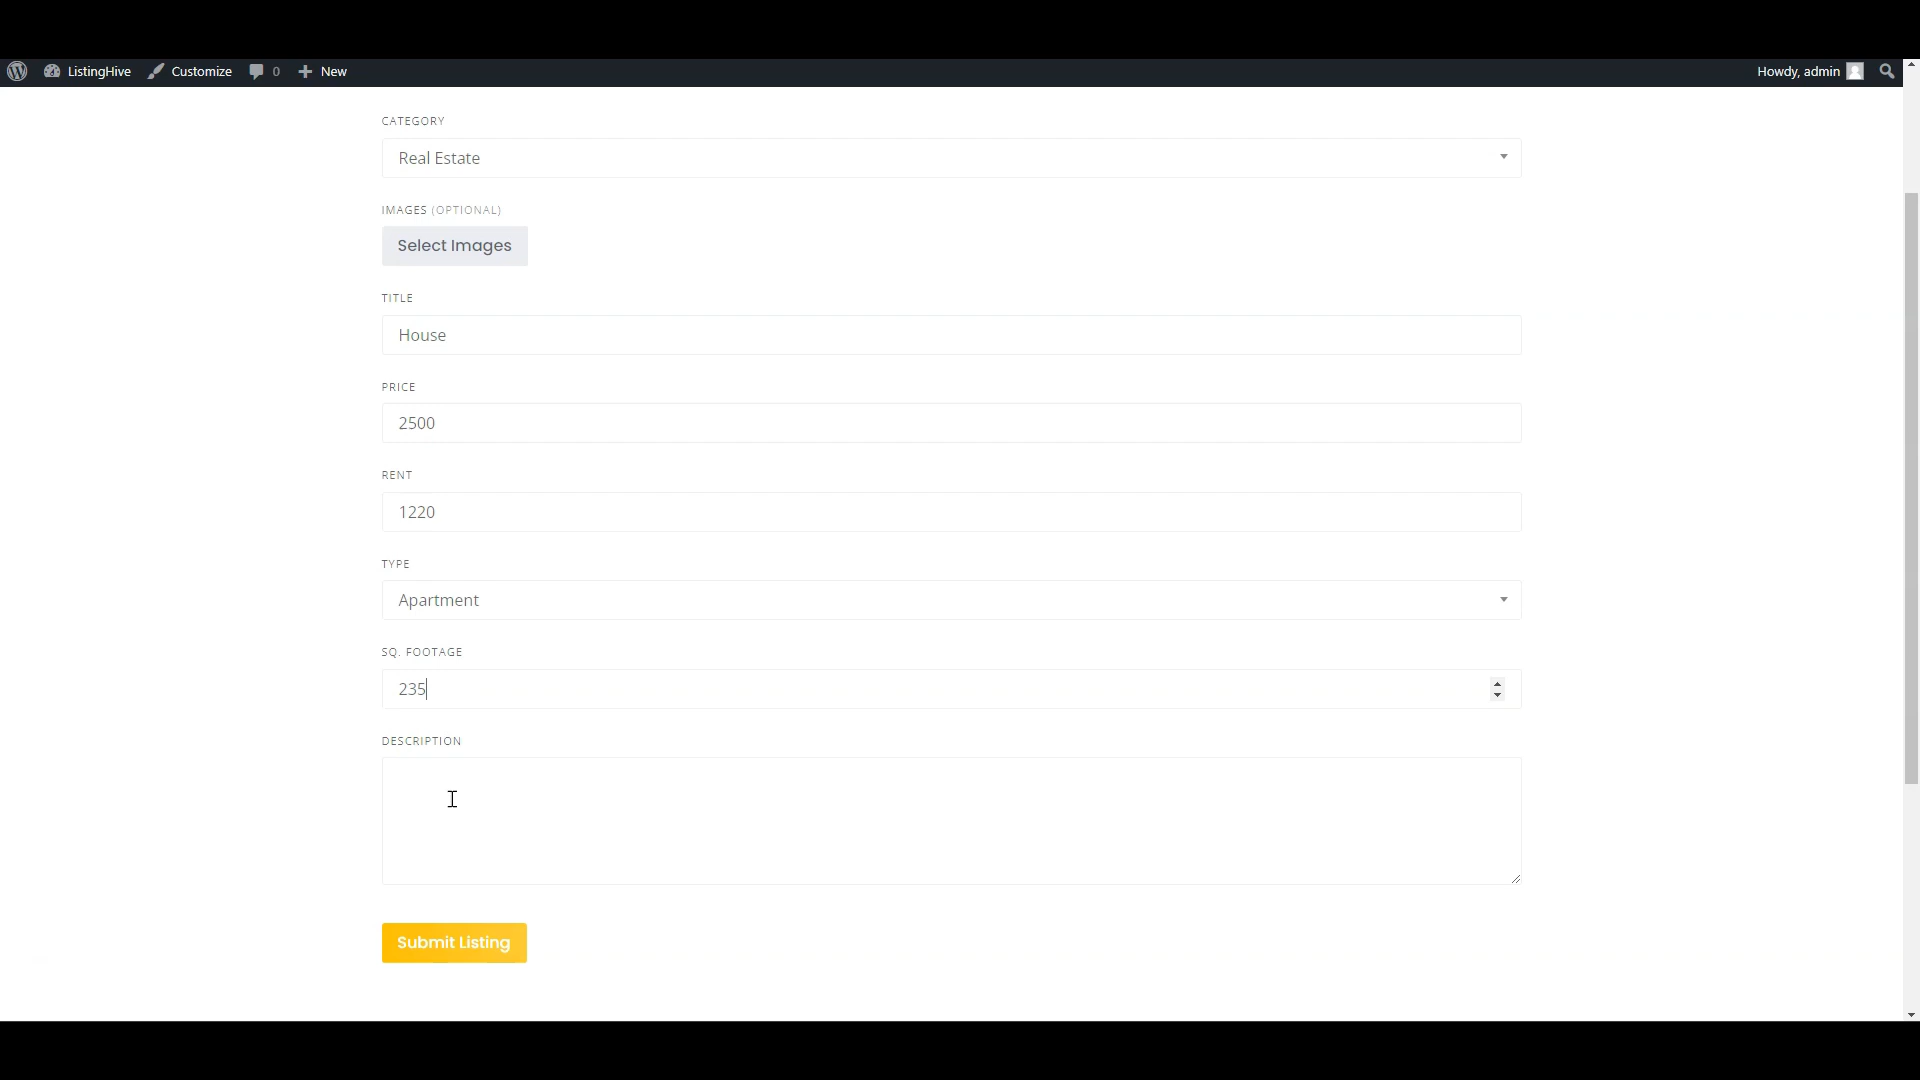 ListingHive Customize 0 New Howdy, admin
CATEGORY
Real Estate
IMAGES (OPTIONAL)
Select Images
TITLE
House
PRICE
2500
RENT
1220
TYPE
Apartment
SQ. FOOTAGE
235
DESCRIPTION
Submit Listing